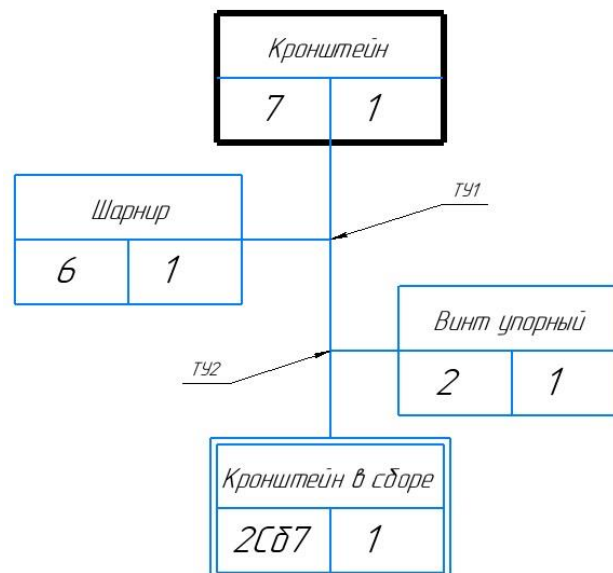 Кронштейн
7 1
ТУ1
Шарнир
6 1
Винт упорный
ТУ2
2 1
Кронштейн в сборе
2Сб7 1